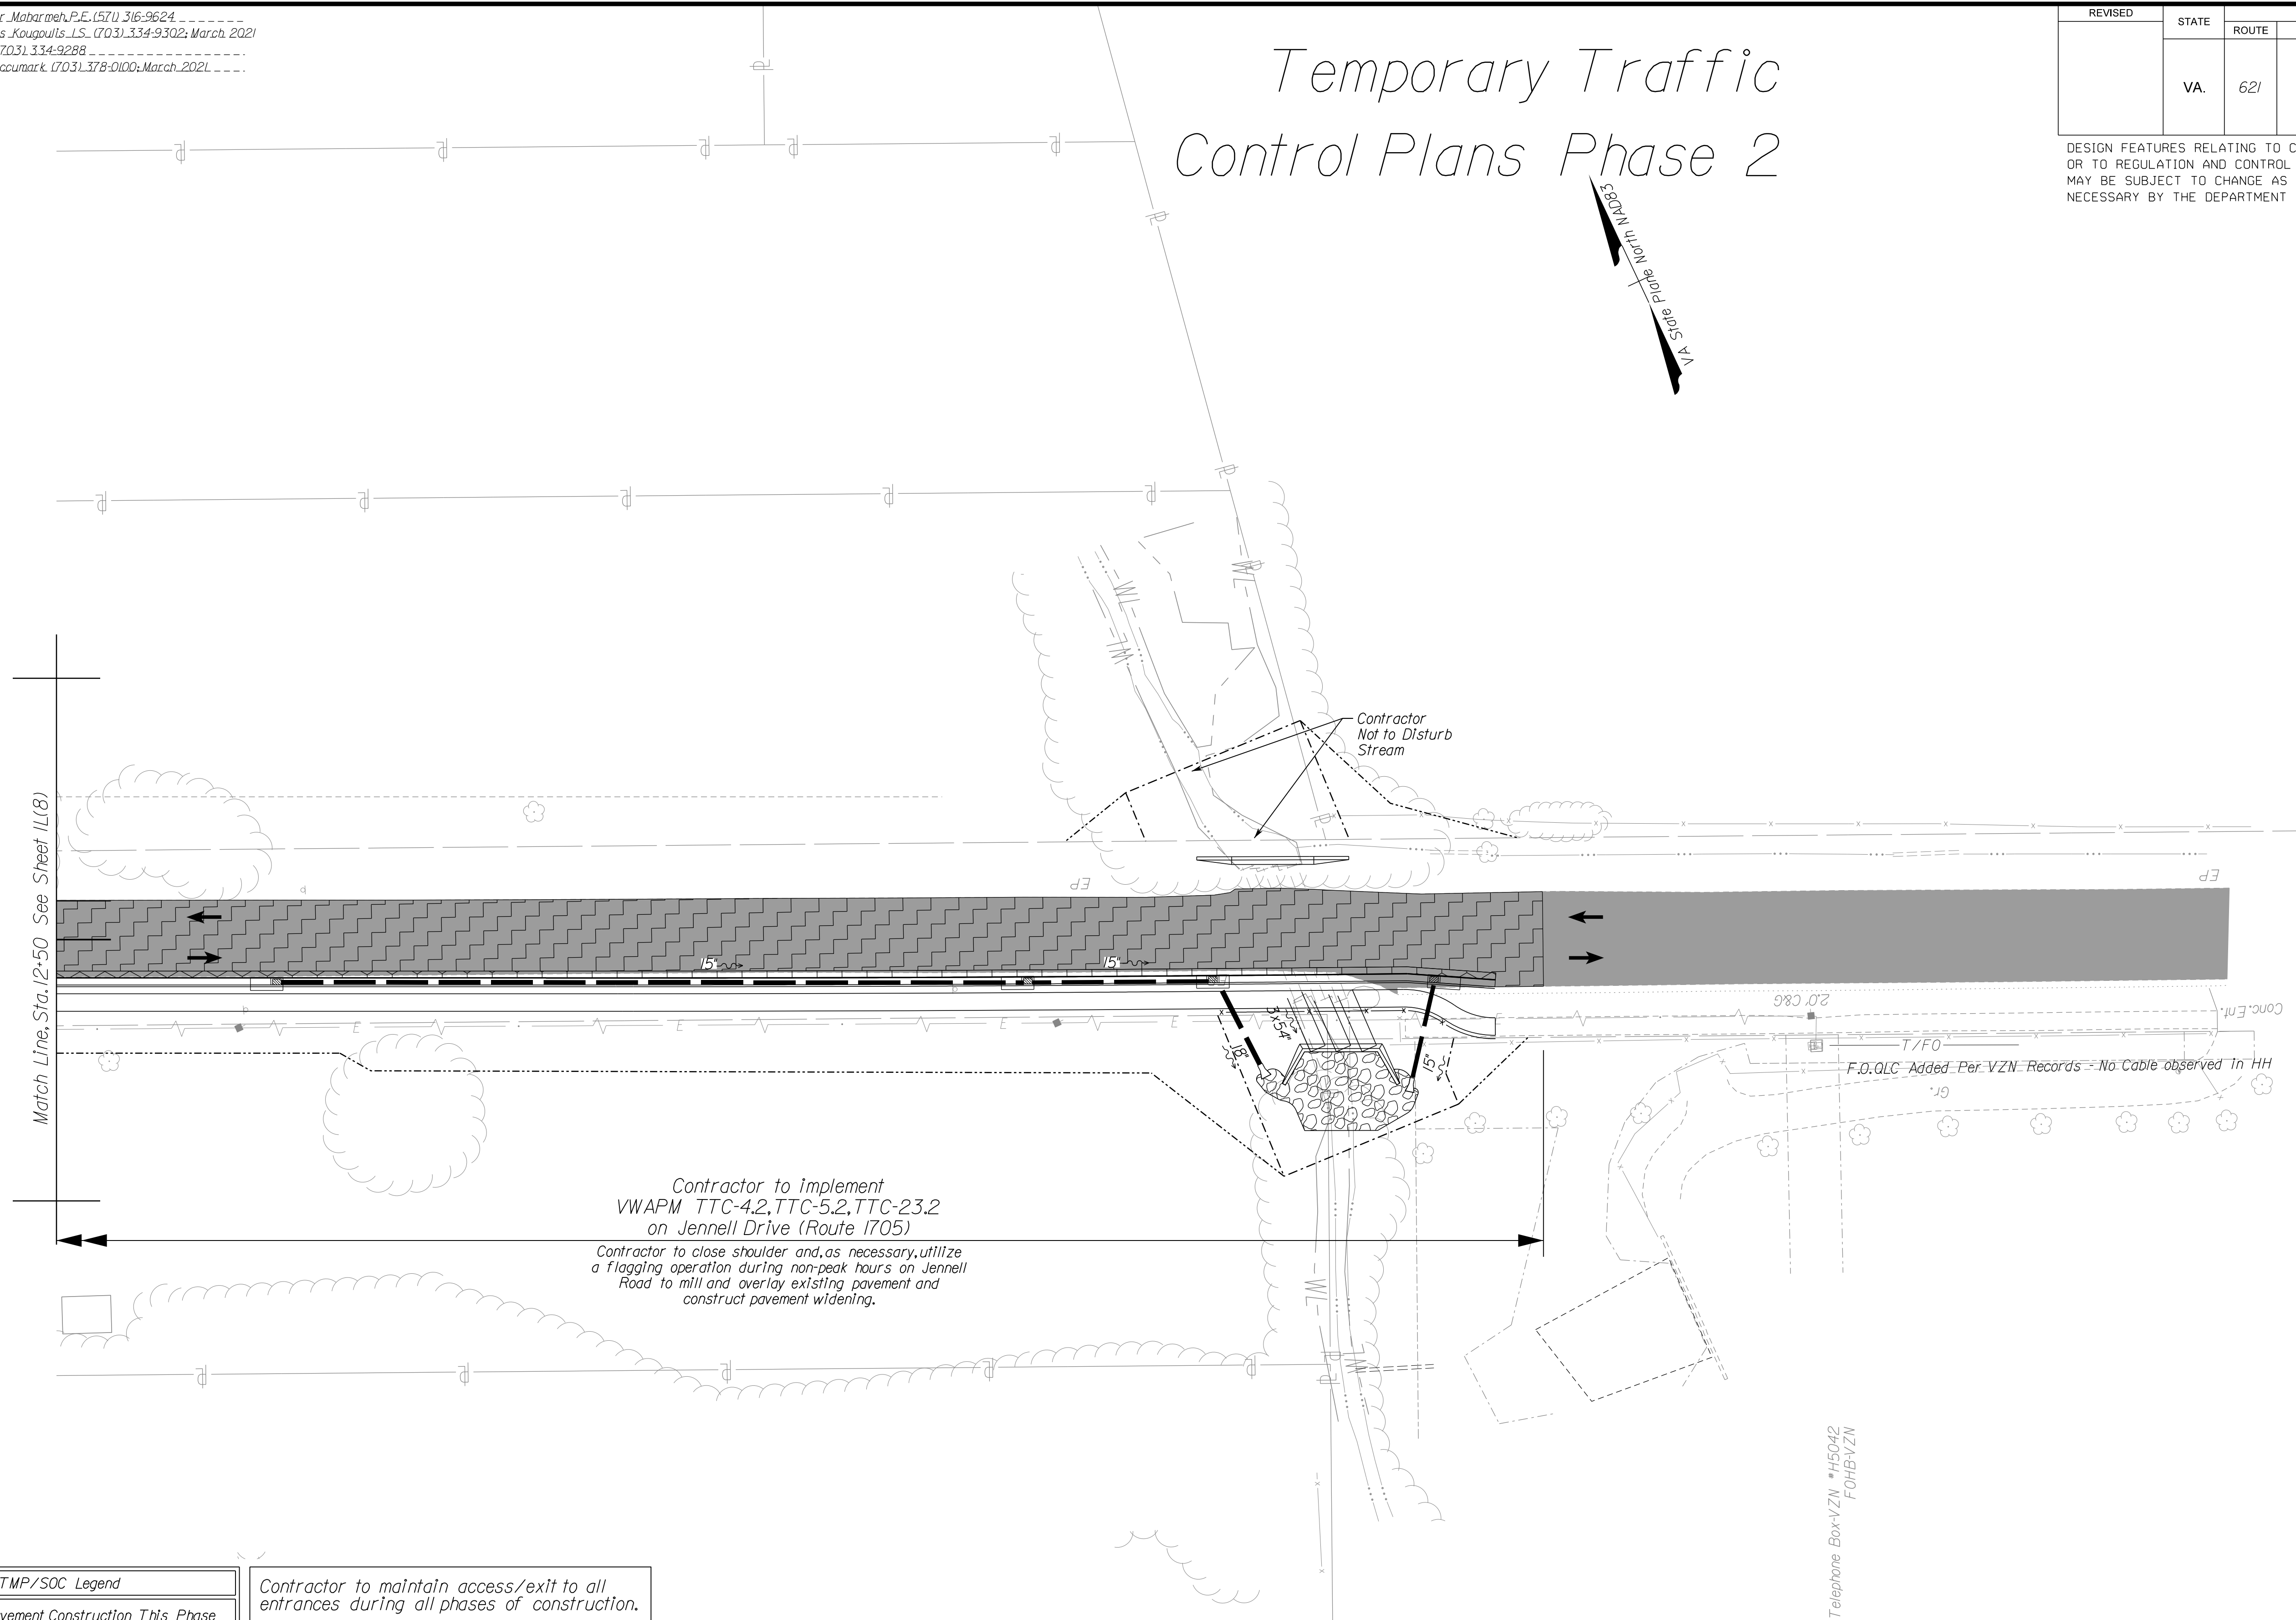 r Mabarmeh, P.E. (571) 316-9624
s Kougoulis L.S. (703) 334-9302; March 2021
703) 334-9288
ccumark (703) 378-0100; March 2021
Temporary Traffic
Control Plans Phase 2
REVISED
STATE
ROUTE
VA.
621
DESIGN FEATURES RELATING TO C
OR TO REGULATION AND CONTROL
MAY BE SUBJECT TO CHANGE AS
NECESSARY BY THE DEPARTMENT
VA State Plane North NAD83
WL
WL
WL
Contractor
Not to Disturb
Stream
Match Line, Sta. 12+50 See Sheet 1L(8)
EP
EP
15"
15"
2.0' C&G
Conc. Ent.
E
E
E
E
3x54"
18"
15"
T/FO
F.O. QLC Added Per VZN Records - No Cable observed in HH
Gr.
Contractor to implement
VWAPM TTC-4.2, TTC-5.2, TTC-23.2
on Jennell Drive (Route 1705)
Contractor to close shoulder and, as necessary, utilize
a flagging operation during non-peak hours on Jennell
Road to mill and overlay existing pavement and
construct pavement widening.
WL
WL
Telephone Box-VZN #H5042
FOHB-VZN
TMP/SOC Legend
vement Construction This Phase
Contractor to maintain access/exit to all
entrances during all phases of construction.